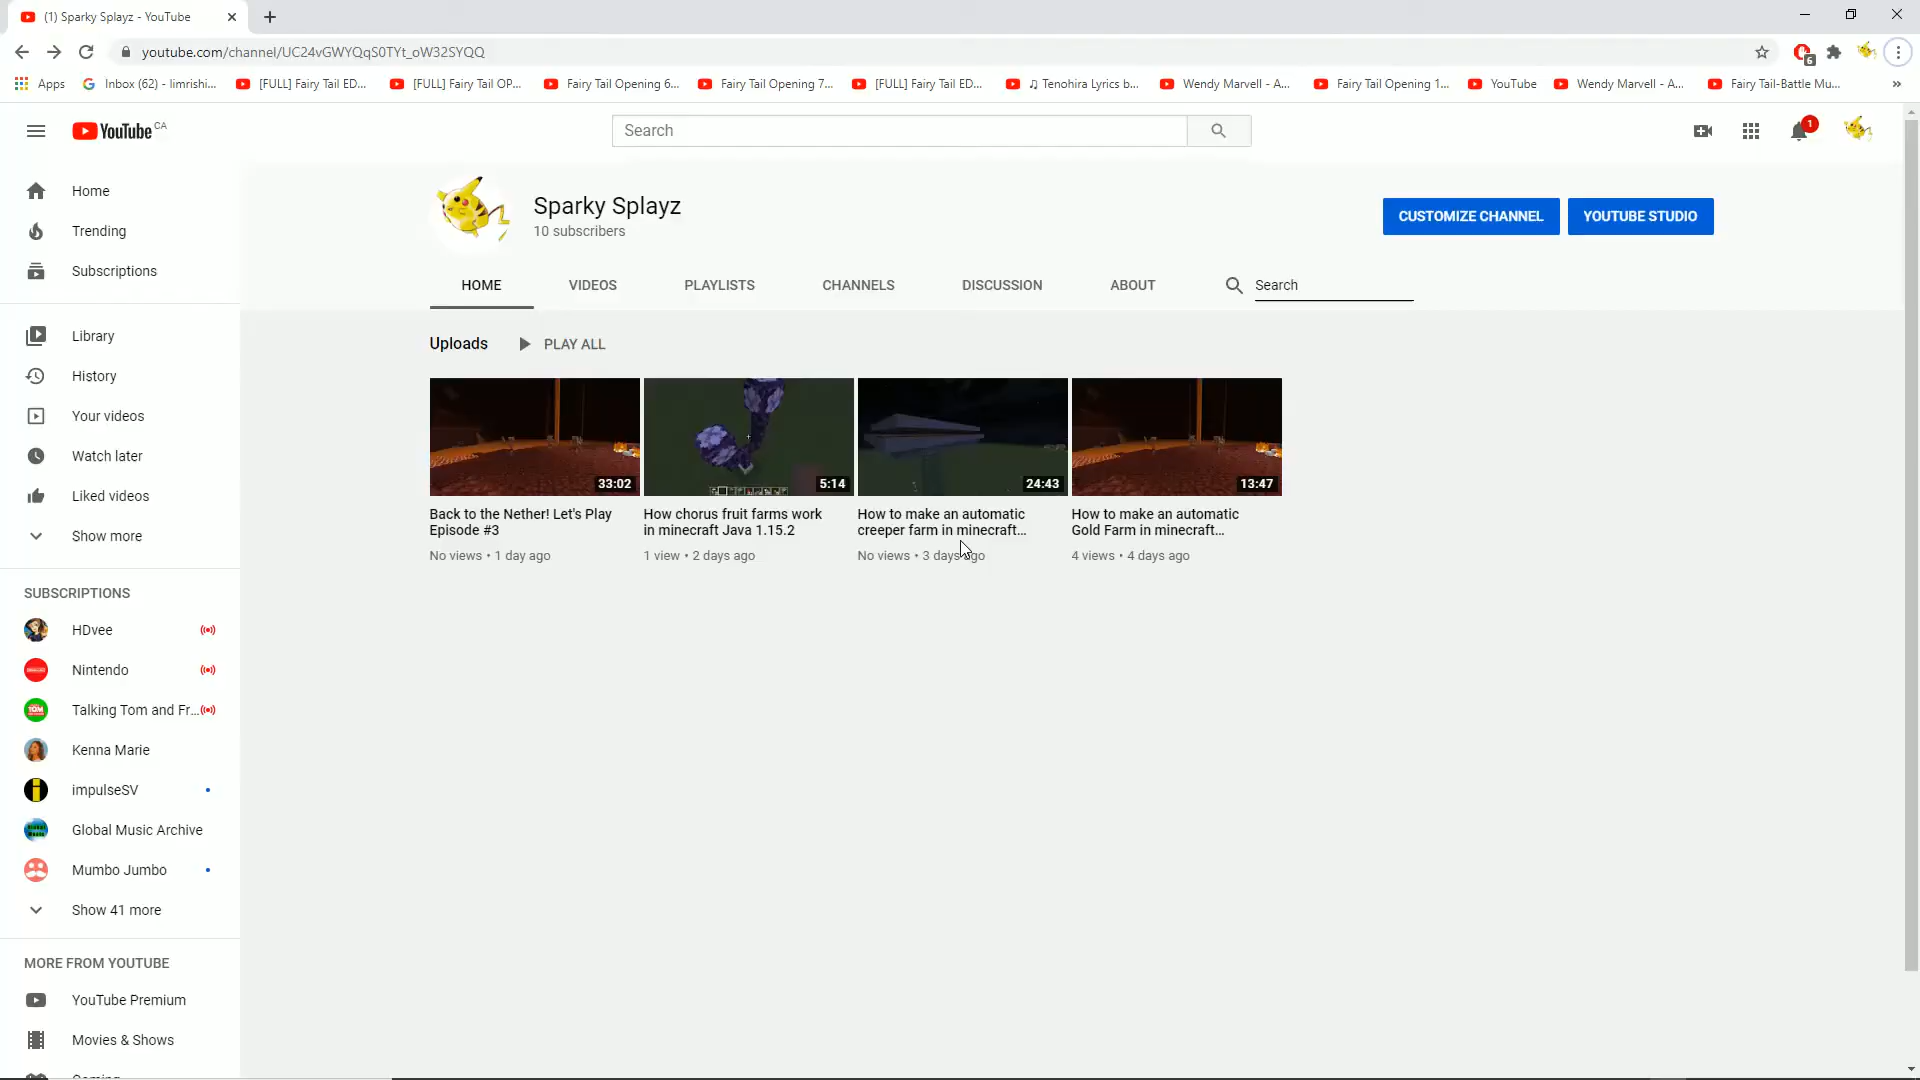 (1) Sparky Splayz - YouTube
youtube.com/channel/UC24vGWYQqS0TYt_oW32SYQQ
6
Apps
Inbox (62) - limrishi...
[FULL] Fairy Tail ED...
[FULL] Fairy Tail OP...
Fairy Tail Opening 6...
Fairy Tail Opening 7...
[FULL] Fairy Tail ED...
♫ Tenohira Lyrics b...
Wendy Marvell - A...
Fairy Tail Opening 1...
YouTube
Wendy Marvell - A...
Fairy Tail-Battle Mu...
»
YouTube CA
Search
1
Home
Trending
Subscriptions
Library
History
Your videos
Watch later
Liked videos
Show more
SUBSCRIPTIONS
HDvee
Nintendo
Talking Tom and Fr...
Kenna Marie
impulseSV
Global Music Archive
Mumbo Jumbo
Show 41 more
MORE FROM YOUTUBE
YouTube Premium
Movies & Shows
Sparky Splayz
10 subscribers
CUSTOMIZE CHANNEL
YOUTUBE STUDIO
HOME
VIDEOS
PLAYLISTS
CHANNELS
DISCUSSION
ABOUT
Search
Uploads
PLAY ALL
33:02
Back to the Nether! Let's Play
Episode #3
No views • 1 day ago
5:14
How chorus fruit farms work
in minecraft Java 1.15.2
1 view • 2 days ago
24:43
How to make an automatic
creeper farm in minecraft...
No views • 3 days ago
13:47
How to make an automatic
Gold Farm in minecraft...
4 views • 4 days ago